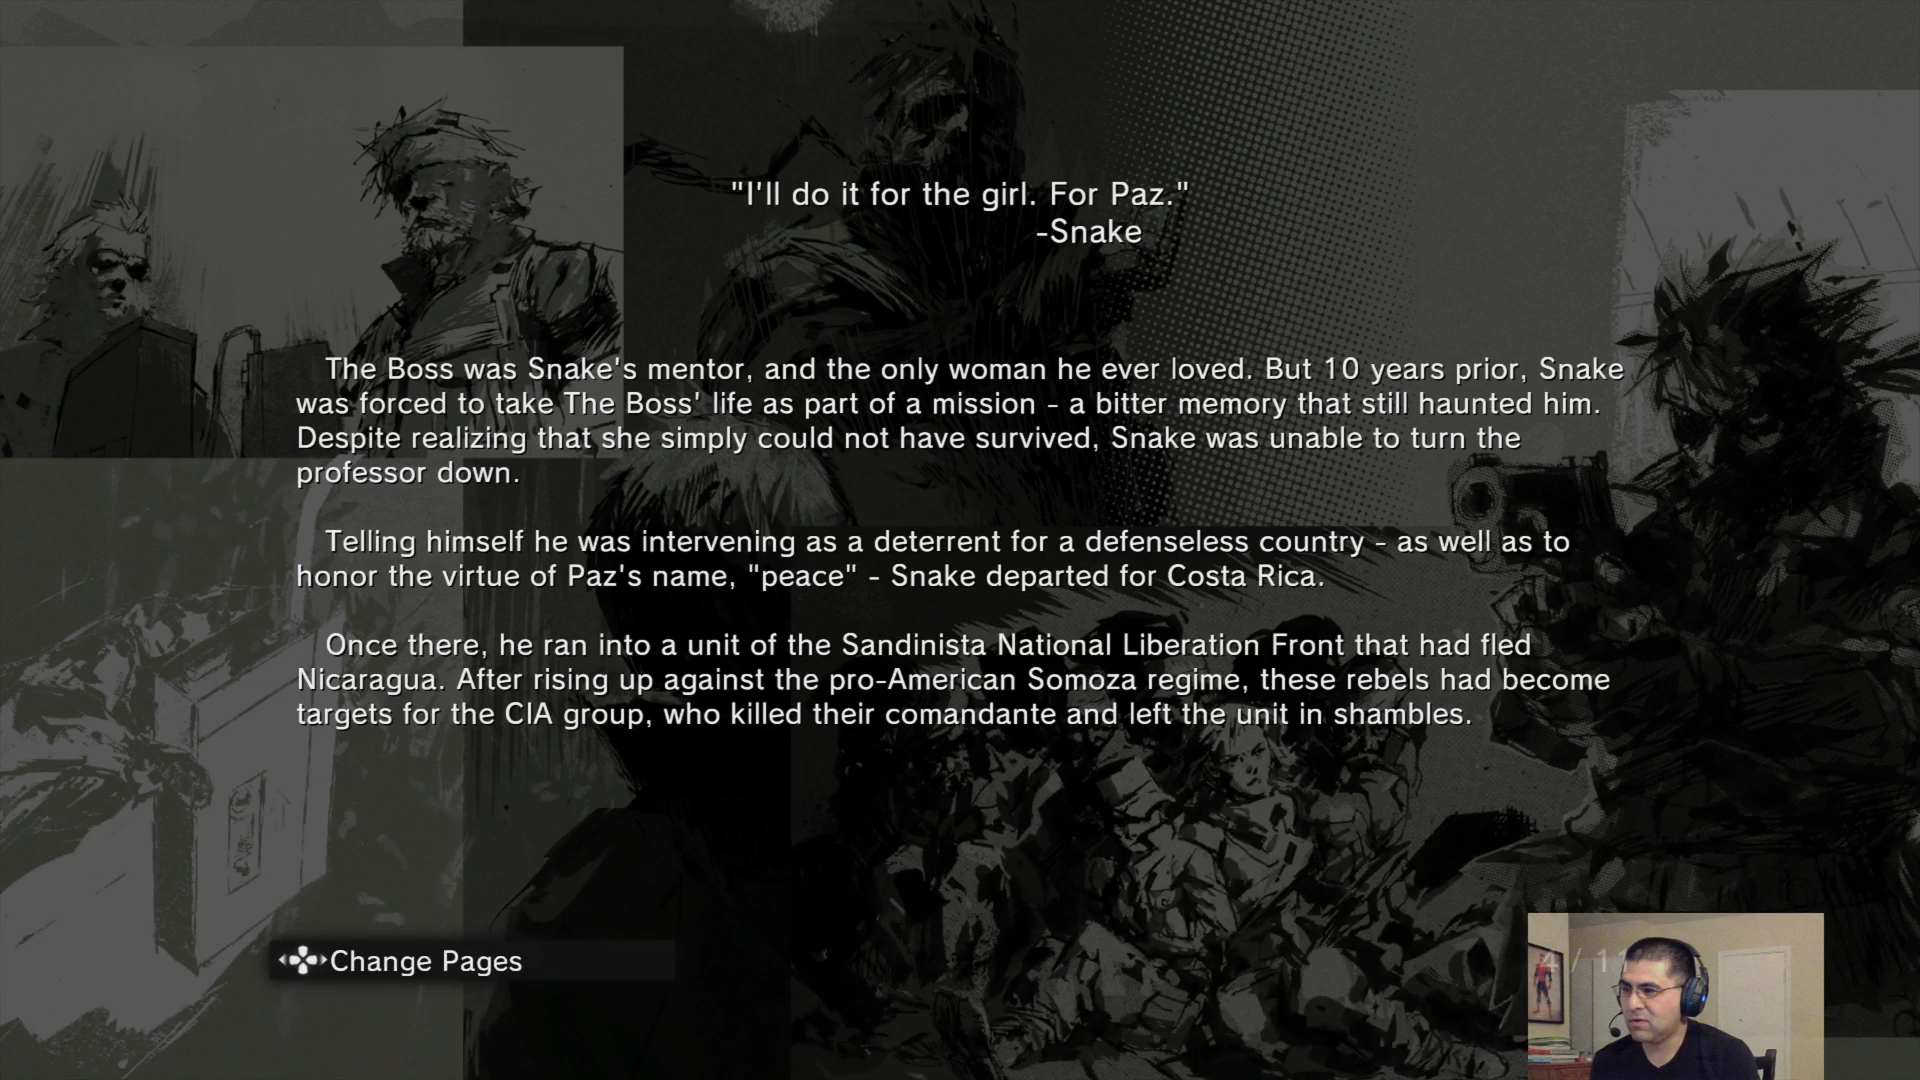 "I'll do it for the girl. For Paz."
-Snake
The Boss was Snake's mentor, and the only woman he ever loved. But 10 years prior, Snake
was forced to take The Boss' life as part of a mission - a bitter memory that still haunted him.
Despite realizing that she simply could not have survived, Snake was unable to turn the
professor down.
Telling himself he was intervening as a deterrent for a defenseless country - as well as to
honor the virtue of Paz's name, "peace" - Snake departed for Costa Rica.
Once there, he ran into a unit of the Sandinista National Liberation Front that had fled
Nicaragua. After rising up against the pro-American Somoza regime, these rebels had become
targets for the CIA group, who killed their comandante and left the unit in shambles.
Change Pages